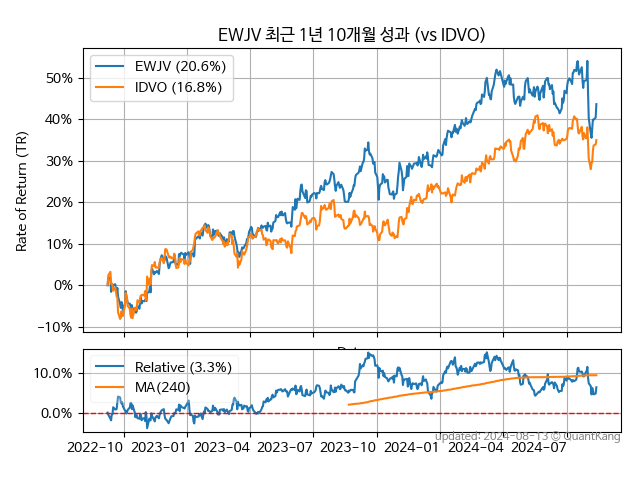 EWJV 최근 1년 10개월 성과 (vs IDVO)
EWJV (20.6%)
IDVO (16.8%)
Rate of Return (TR)
50%
40%
30%
20%
10%
0%
−10%
Relative (3.3%)
MA(240)
10.0%
0.0%
2022-10 2023-01 2023-04 2023-07 2023-10 2024-01 2024-04 2024-07
updated: 2024-08-13 © QuantKang